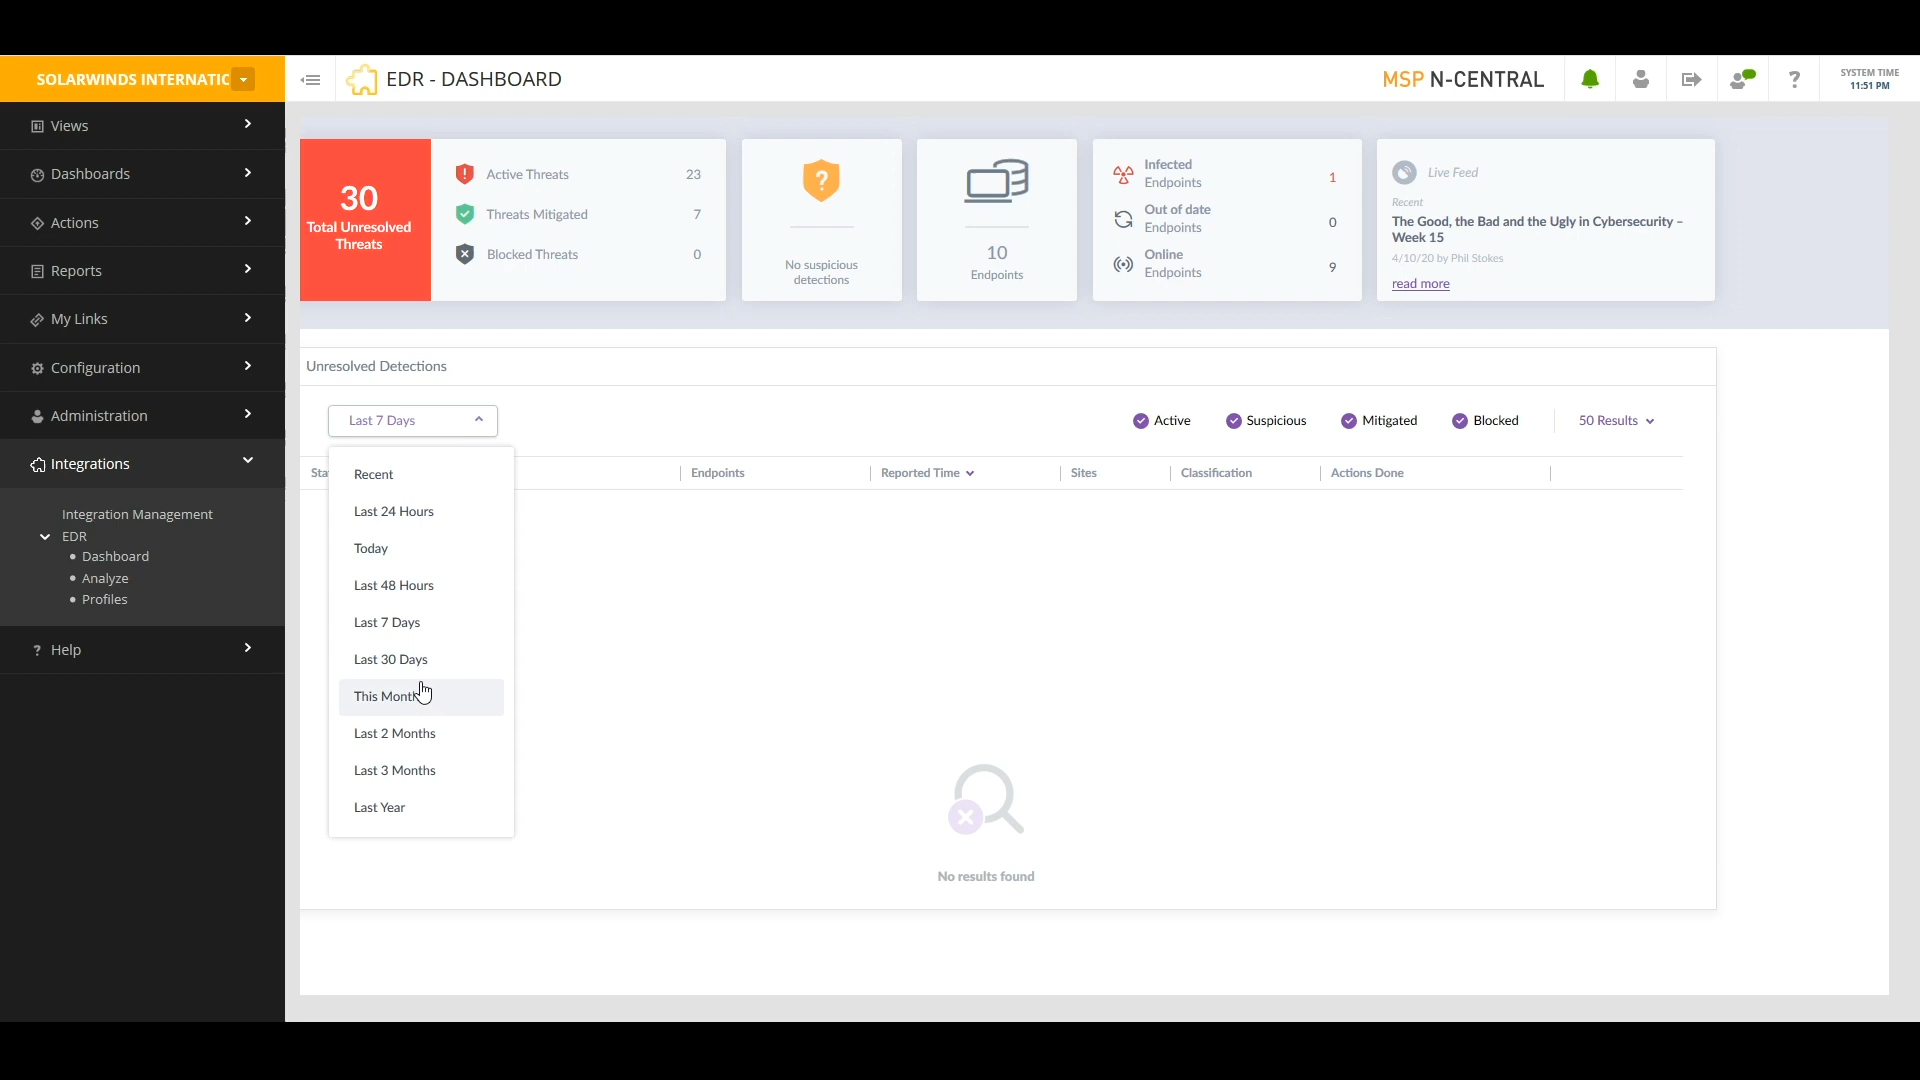 SOLARWINDS INTERNATIC
EDR - DASHBOARD
MSP N-CENTRAL
SYSTEM TIME
11:51 PM
Views
Dashboards
Actions
Reports
My Links
Configuration
Administration
Integrations
Integration Management
EDR
Dashboard
Analyze
Profiles
Help
30
Total Unresolved
Threats
Active Threats 23
Threats Mitigated 7
Blocked Threats 0
No suspicious
detections
10
Endpoints
Infected
Endpoints
1
Out of date
Endpoints
0
Online
Endpoints
9
Live Feed
Recent
The Good, the Bad and the Ugly in Cybersecurity –
Week 15
4/10/20 by Phil Stokes
read more
Unresolved Detections
Last 7 Days
Active
Suspicious
Mitigated
Blocked
50 Results
Sta
Endpoints
Reported Time
Sites
Classification
Actions Done
Recent
Last 24 Hours
Today
Last 48 Hours
Last 7 Days
Last 30 Days
This Month
Last 2 Months
Last 3 Months
Last Year
No results found